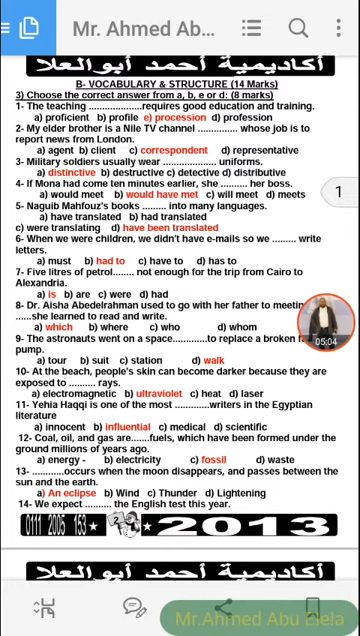 Mr. Ahmed Ab...
أكاديمية أحمد أبو العلا
B- VOCABULARY & STRUCTURE (14 Marks)
3) Choose the correct answer from a, b, e or d: (8 marks)
1- The teaching ..................requires good education and training.
a) proficient b) profile e) procession d) profession
2- My elder brother is a Nile TV channel .............. whose job is to
report news from London.
a) agent b) client c) correspondent d) representative
3- Military soldiers usually wear ................... uniforms.
a) distinctive b) destructive c) detective d) distributive
4- If Mona had come ten minutes earlier, she ......... her boss.
a) would meet b) would have met c) will meet d) meets
1
5- Naguib Mahfouz's books ......... into many languages.
a) have translated b) had translated
c) were translating d) have been translated
6- When we were children, we didn't have e-mails so we ......... write
letters.
a) must b) had to c) have to d) has to
7- Five litres of petrol........ not enough for the trip from Cairo to
Alexandria.
a) is b) are c) were d) had
8- Dr. Aisha Abedelrahman used to go with her father to
......she learned to read and write.
a) which b) where c) who d) whom
05:04
9- The astronauts went on a space.............to replace a broken
pump.
a) tour b) suit c) station d) walk
10- At the beach, people's skin can become darker because they are
exposed to .......... rays.
a) electromagnetic b) ultraviolet c) heat d) laser
11- Yehia Haqqi is one of the most .............writers in the Egyptian
literature
a) innocent b) influential c) medical d) scientific
12- Coal, oil, and gas are.......fuels, which have been formed under the
ground millions of years ago.
a) energy - b) electricity c) fossil d) waste
13- ............occurs when the moon disappears, and passes between the
sun and the earth.
a) An eclipse b) Wind c) Thunder d) Lightening
14- We expect .......... the English test this year.
0111 2005 153 ★ ★ 2013
أكاديمية أحمد أبو العلا
Mr.Ahmed Abu Elela